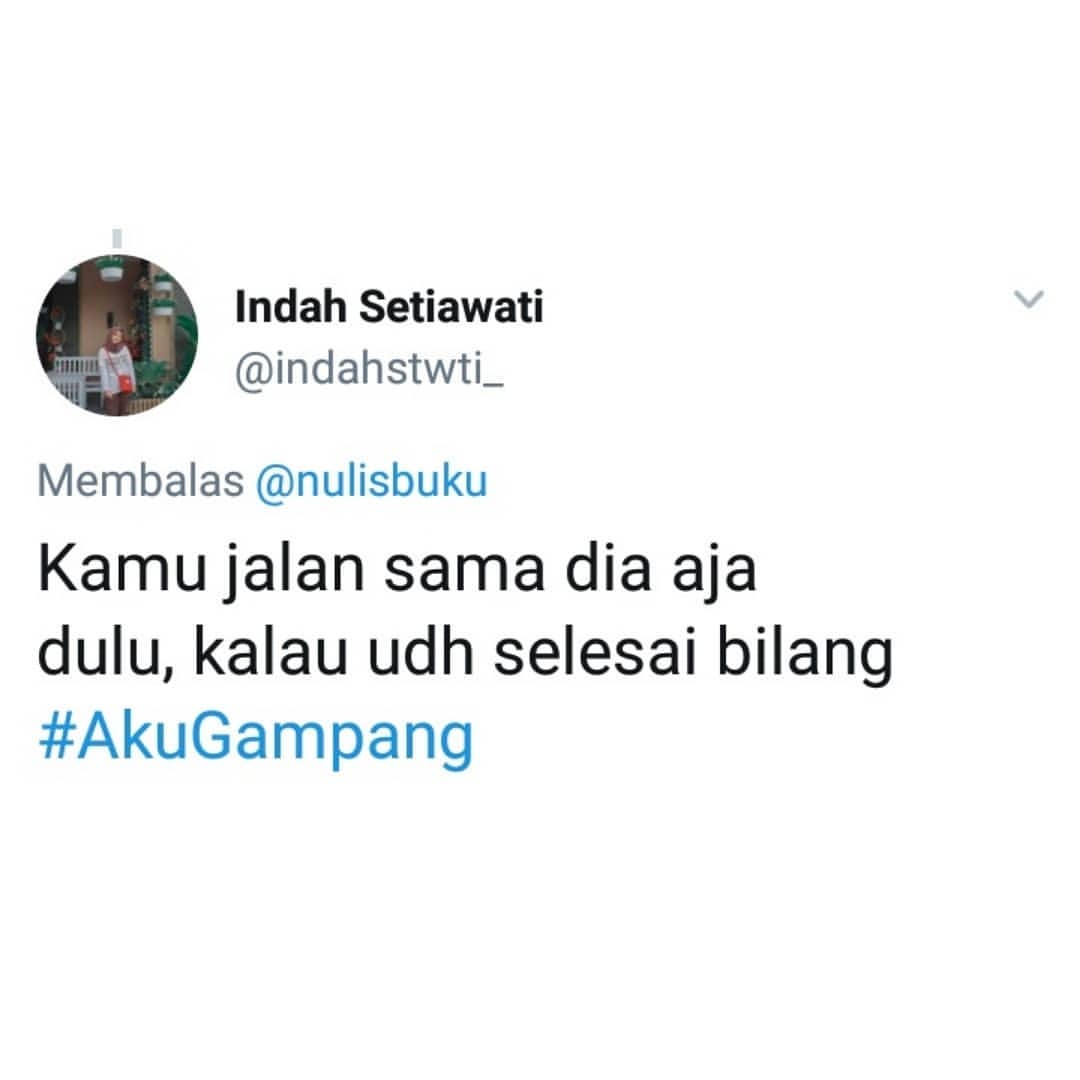 Indah Setiawati
@indahstwti_
Membalas @nulisbuku
Kamu jalan sama dia aja
dulu, kalau udh selesai bilang
#AkuGampang